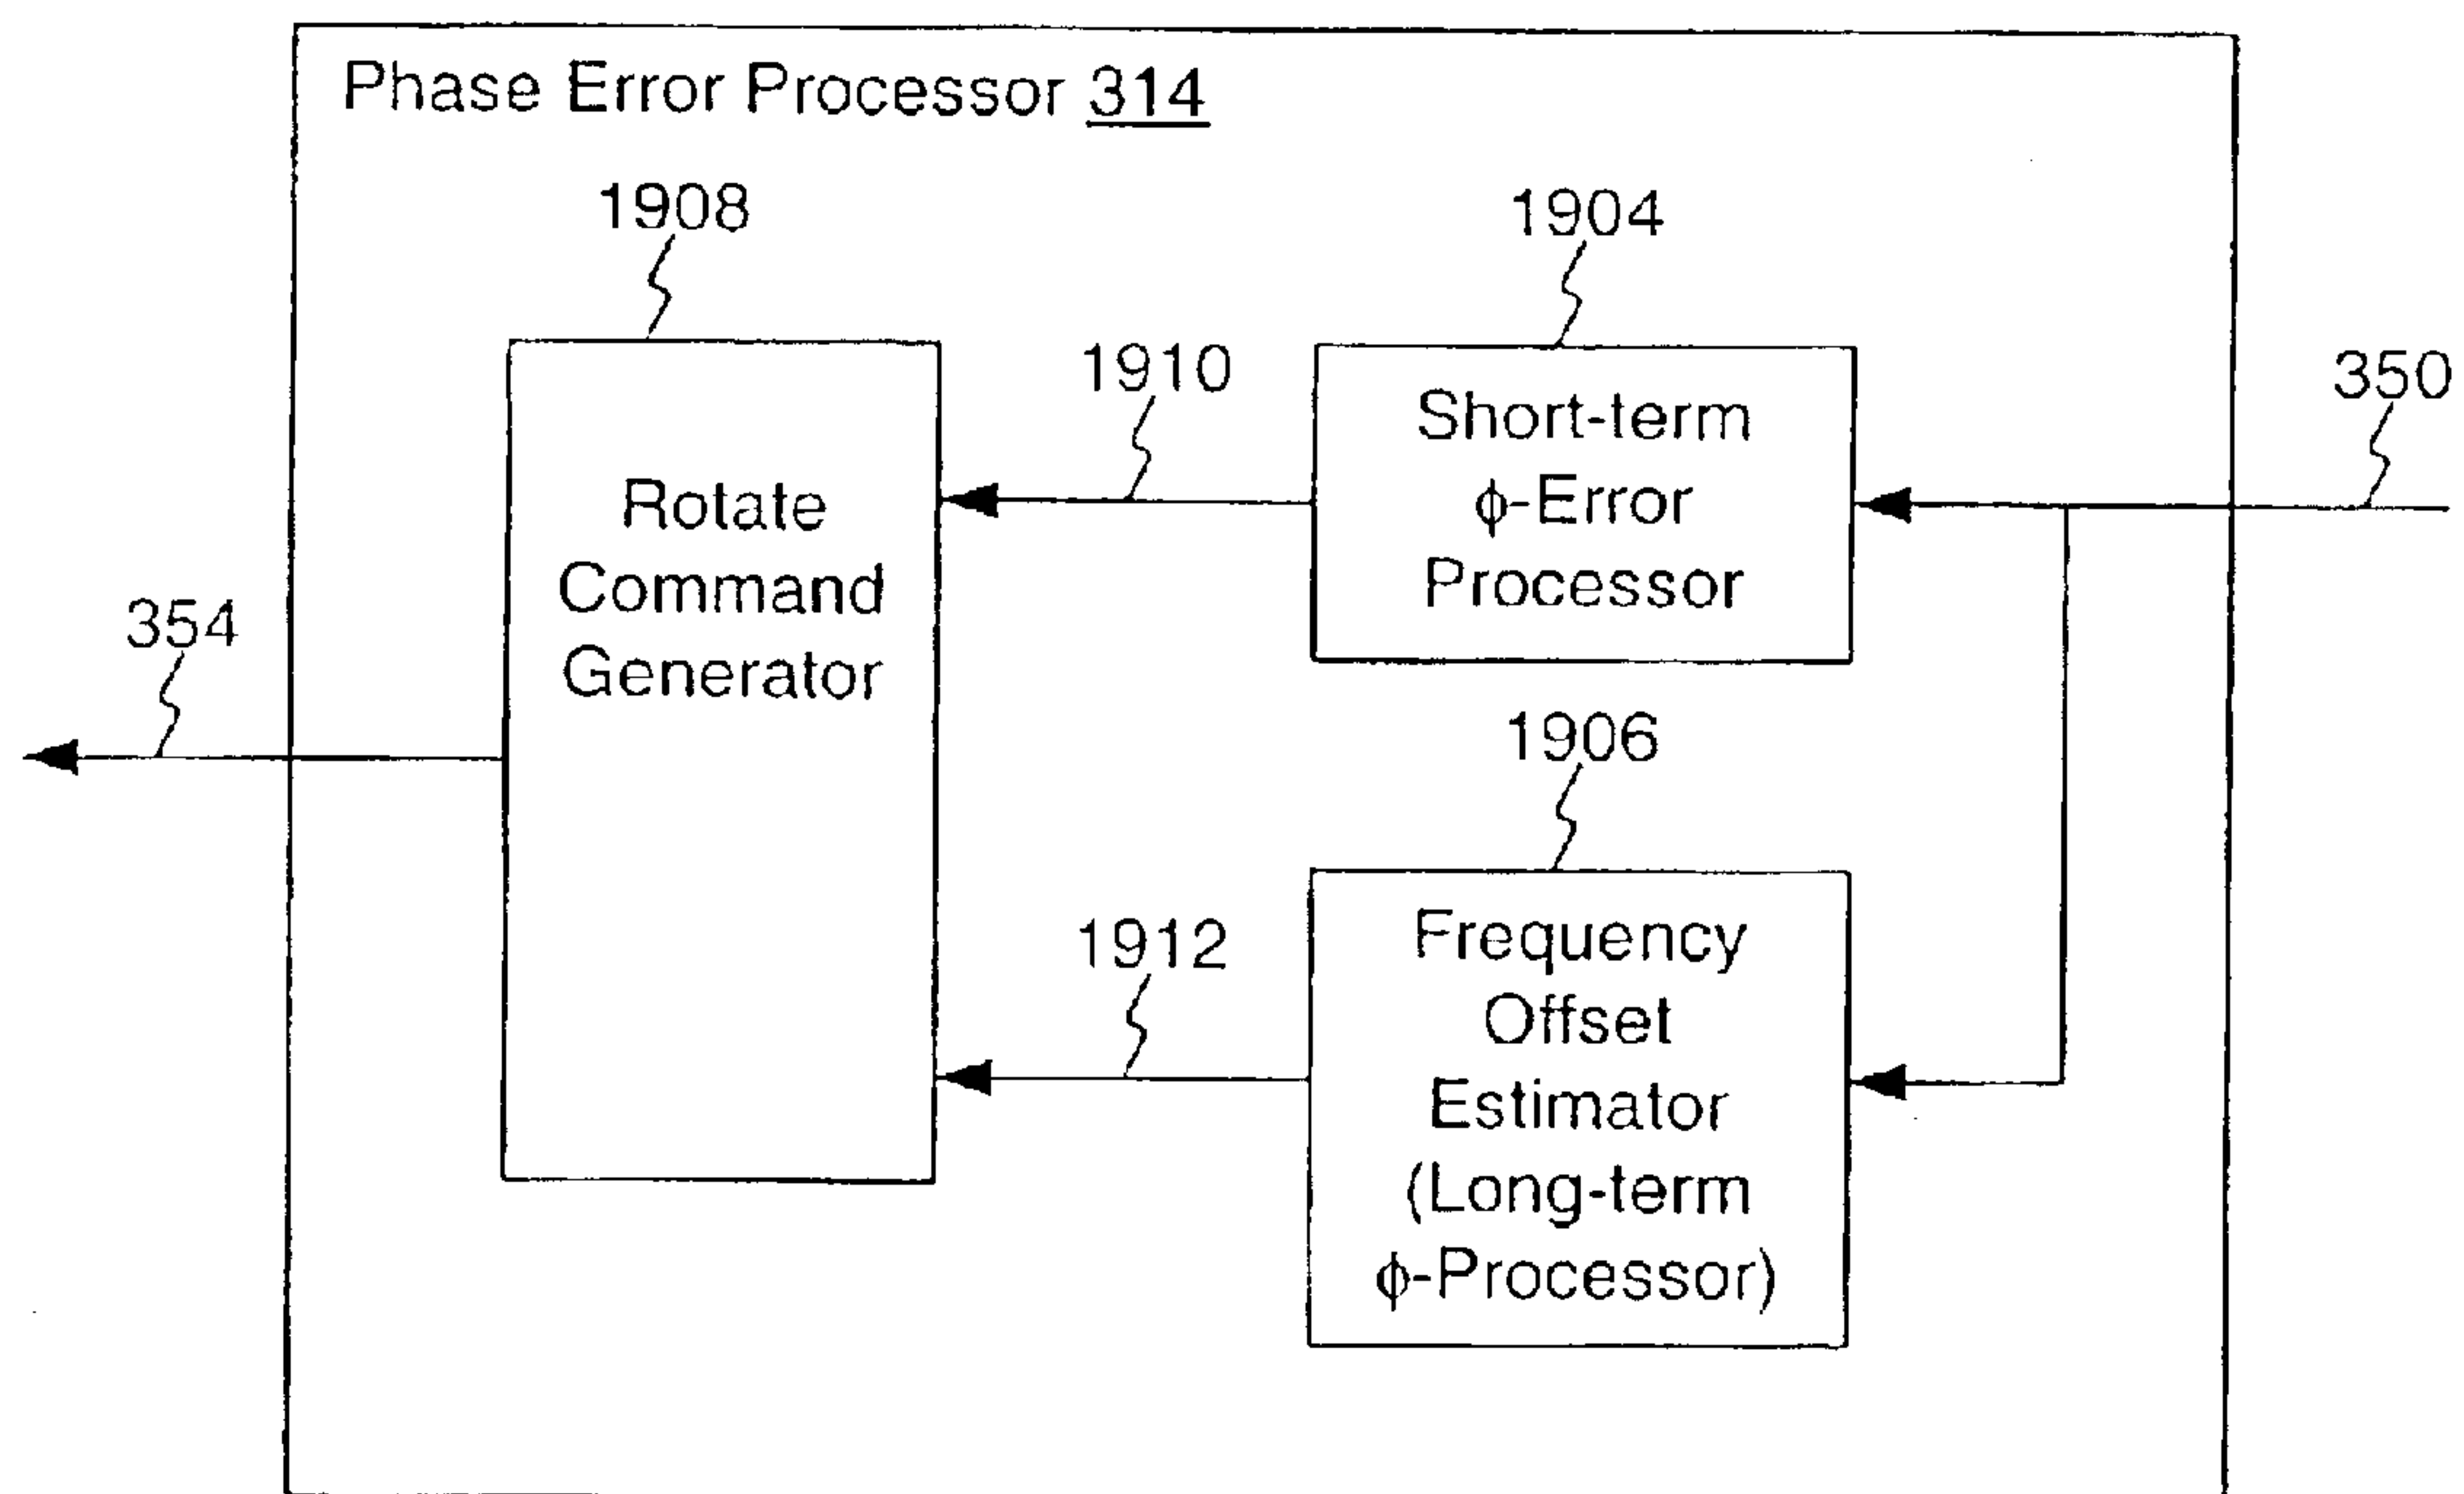 Phase Error Processor 314
1908
1904
1910
350
Short-term
φ-Error
Processor
Rotate
Command
Generator
354
1906
1912
Frequency
Offset
Estimator
(Long-term
φ-Processor)